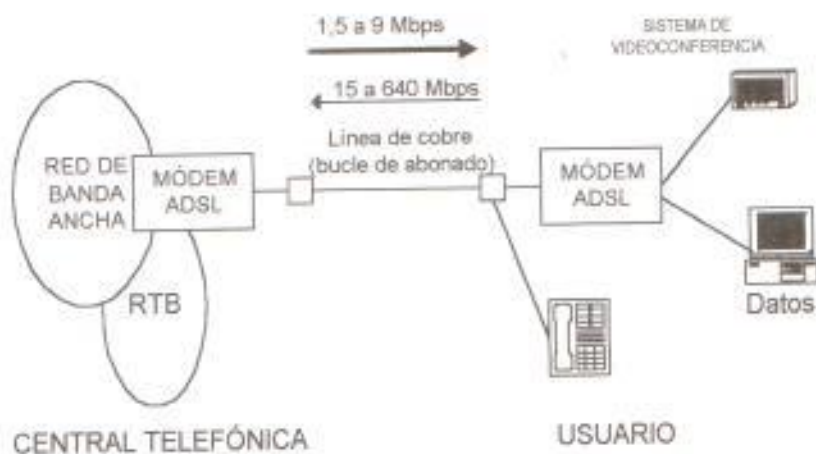 1,5 a 9 Mbps
SISTEMA DE
VIDEOCONFERENCIA
15 a 640 Mbps
Línea de cobre
(bucle de abonado)
RED DE
BANDA
ANCHA
MÓDEM
ADSL
MÓDEM
ADSL
RTB
Datos
CENTRAL TELEFÓNICA
USUARIO